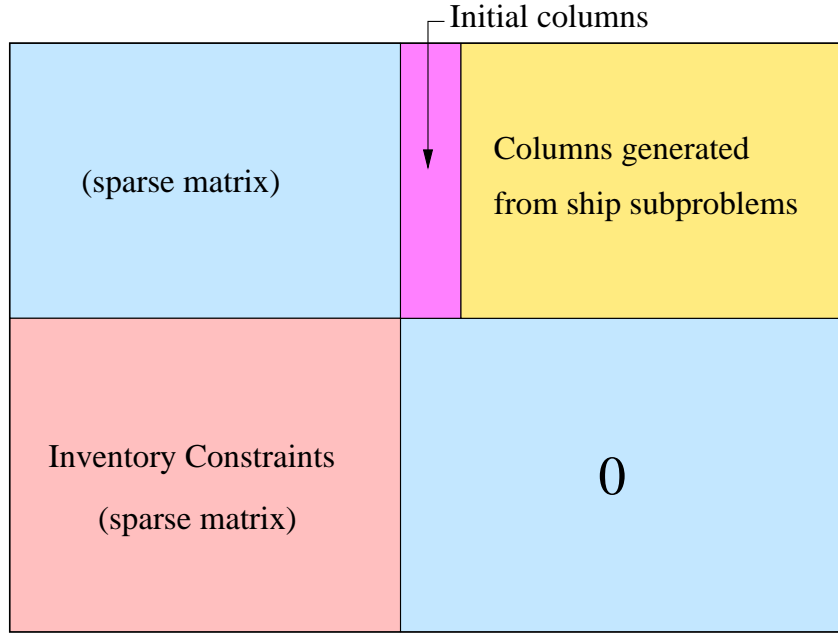 Initial columns
(sparse matrix)
Columns generated
from ship subproblems
Inventory Constraints
(sparse matrix)
0